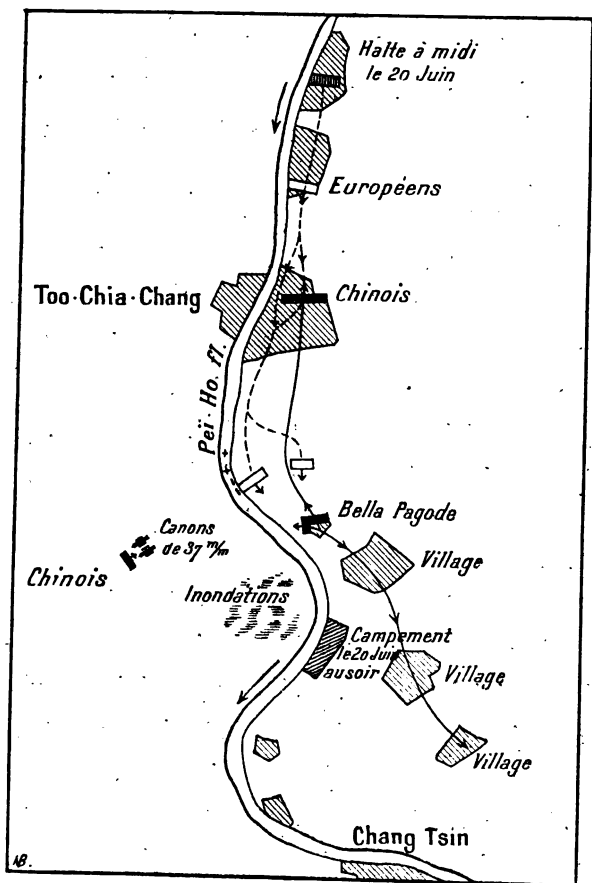 Halte à midi
le 20 Juin
Européens
Too-Chia-Chang
Chinois
Peï-Ho. fl.
Bella Pagode
Canons
de 37 m/m
Chinois
Village
Inondations
Campement
le 20 Juin
au soir
Village
Village
Chang Tsin